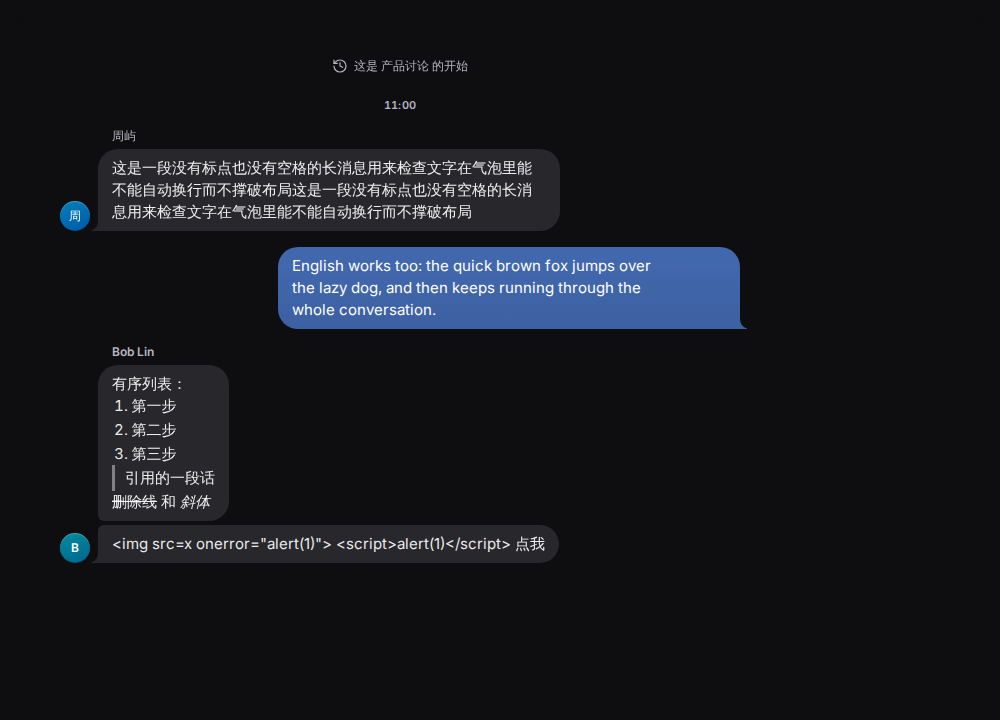 这是 产品讨论 的开始
11:00
周屿
这是一段没有标点也没有空格的长消息用来检查文字在气泡里能
不能自动换行而不撑破布局这是一段没有标点也没有空格的长消
息用来检查文字在气泡里能不能自动换行而不撑破布局
周
English works too: the quick brown fox jumps over
the lazy dog, and then keeps running through the
whole conversation.
Bob Lin
有序列表：
1. 第一步
2. 第二步
3. 第三步
引用的一段话
删除线 和 斜体
B
<img src=x onerror="alert(1)"> <script>alert(1)</script> 点我